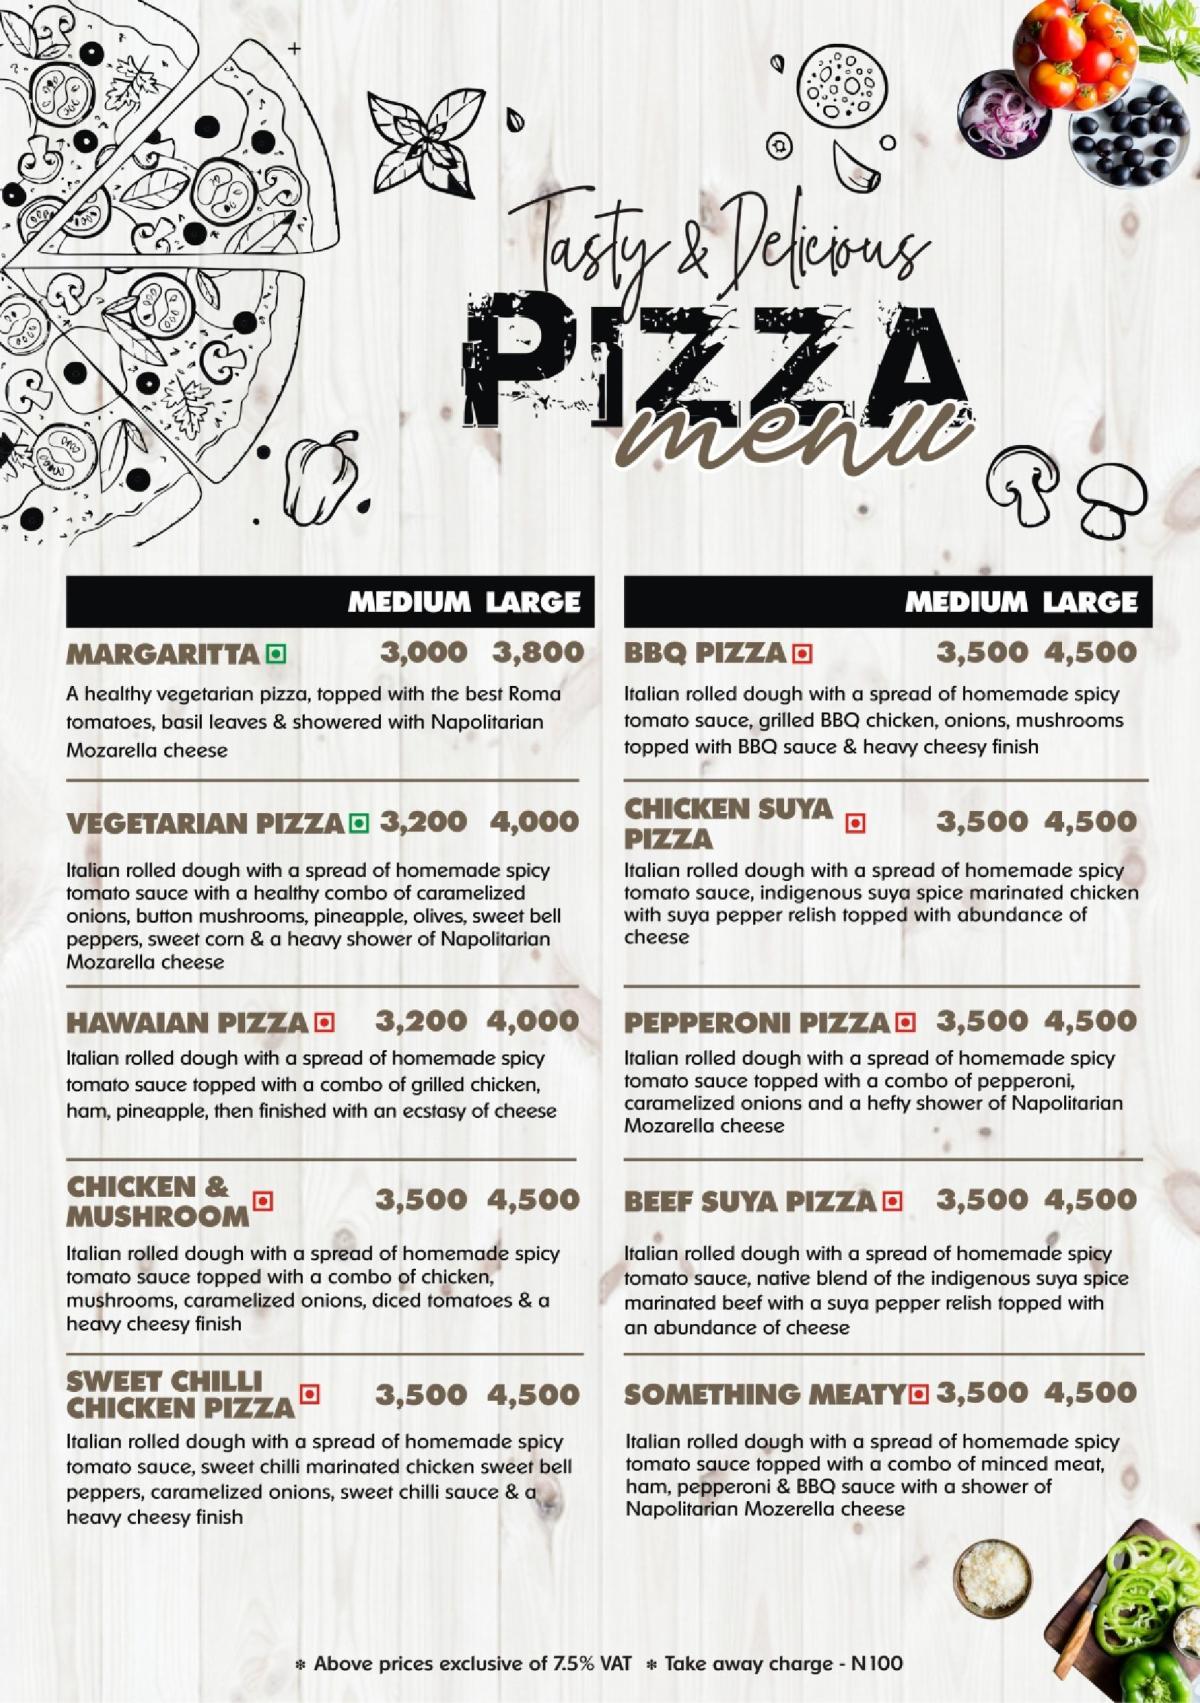 Tasty & Delicious
PIZZA
menu
MEDIUM LARGE
MARGARITTA 3,000 3,800
A healthy vegetarian pizza, topped with the best Roma
tomatoes, basil leaves & showered with Napolitarian
Mozarella cheese
VEGETARIAN PIZZA 3,200 4,000
Italian rolled dough with a spread of homemade spicy
tomato sauce with a healthy combo of caramelized
onions, button mushrooms, pineapple, olives, sweet bell
peppers, sweet corn & a heavy shower of Napolitarian
Mozarella cheese
HAWAIAN PIZZA 3,200 4,000
Italian rolled dough with a spread of homemade spicy
tomato sauce topped with a combo of grilled chicken,
ham, pineapple, then finished with an ecstasy of cheese
CHICKEN &
MUSHROOM 3,500 4,500
Italian rolled dough with a spread of homemade spicy
tomato sauce topped with a combo of chicken,
mushrooms, caramelized onions, diced tomatoes & a
heavy cheesy finish
SWEET CHILLI
CHICKEN PIZZA 3,500 4,500
Italian rolled dough with a spread of homemade spicy
tomato sauce, sweet chilli marinated chicken sweet bell
peppers, caramelized onions, sweet chilli sauce & a
heavy cheesy finish
MEDIUM LARGE
BBQ PIZZA 3,500 4,500
Italian rolled dough with a spread of homemade spicy
tomato sauce, grilled BBQ chicken, onions, mushrooms
topped with BBQ sauce & heavy cheesy finish
CHICKEN SUYA
PIZZA 3,500 4,500
Italian rolled dough with a spread of homemade spicy
tomato sauce, indigenous suya spice marinated chicken
with suya pepper relish topped with abundance of
cheese
PEPPERONI PIZZA 3,500 4,500
Italian rolled dough with a spread of homemade spicy
tomato sauce topped with a combo of pepperoni,
caramelized onions and a hefty shower of Napolitarian
Mozarella cheese
BEEF SUYA PIZZA 3,500 4,500
Italian rolled dough with a spread of homemade spicy
tomato sauce, native blend of the indigenous suya spice
marinated beef with a suya pepper relish topped with
an abundance of cheese
SOMETHING MEATY 3,500 4,500
Italian rolled dough with a spread of homemade spicy
tomato sauce topped with a combo of minced meat,
ham, pepperoni & BBQ sauce with a shower of
Napolitarian Mozerella cheese
* Above prices exclusive of 7.5% VAT * Take away charge - N100